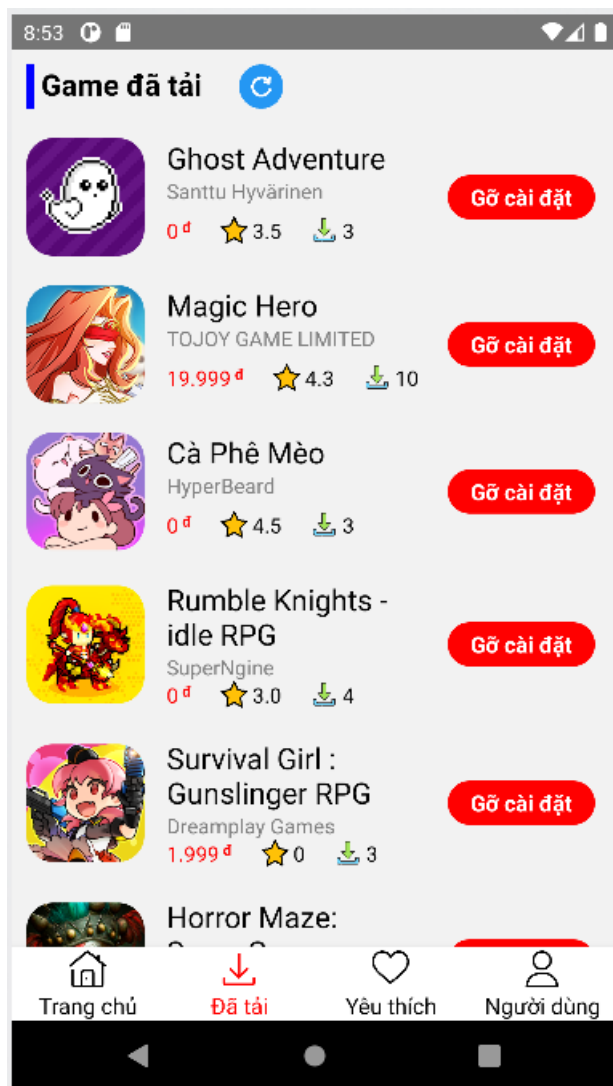 8:53
Game đã tải
Ghost Adventure
Santtu Hyvärinen
0 đ 3.5 3
Gỡ cài đặt
Magic Hero
TOJOY GAME LIMITED
19.999 đ 4.3 10
Gỡ cài đặt
Cà Phê Mèo
HyperBeard
0 đ 4.5 3
Gỡ cài đặt
Rumble Knights -
idle RPG
SuperNgine
0 đ 3.0 4
Gỡ cài đặt
Survival Girl :
Gunslinger RPG
Dreamplay Games
1.999 đ 0 3
Gỡ cài đặt
Horror Maze:
Trang chủ
Đã tải
Yêu thích
Người dùng